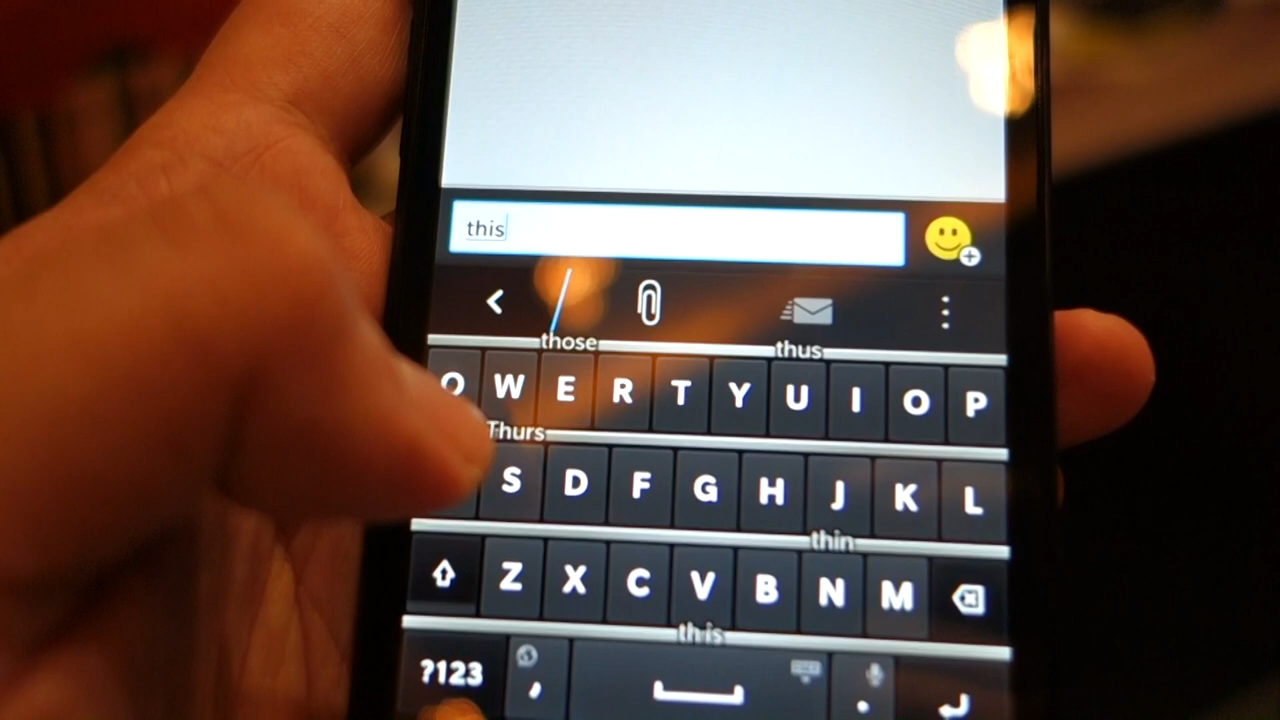 this
those thus
Q W E R T Y U I O P
Thurs
S D F G H J K L
thin
Z X C V B N M
this
?123 , .